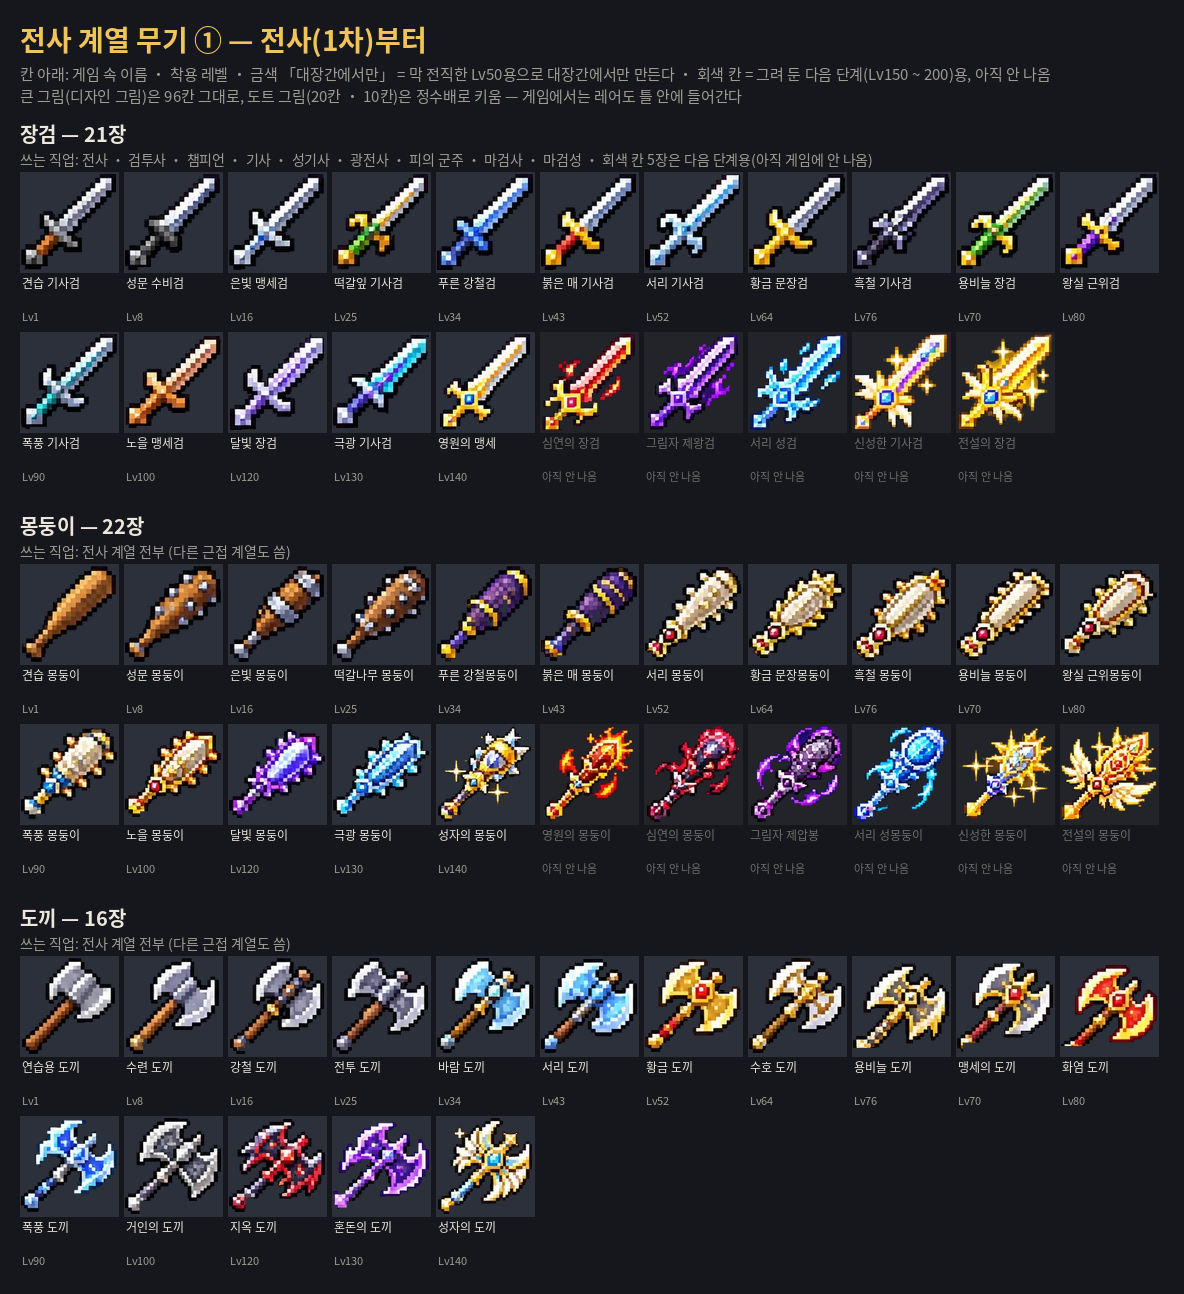 전사 계열 무기 ① — 전사(1차)부터
칸 아래: 게임 속 이름 · 착용 레벨 · 금색 「대장간에서만」 = 막 전직한 Lv50용으로 대장간에서만 만든다 · 회색 칸 = 그려 둔 다음 단계(Lv150 ~ 200)용, 아직 안 나옴
큰 그림(디자인 그림)은 96칸 그대로, 도트 그림(20칸 · 10칸)은 정수배로 키움 — 게임에서는 레어도 틀 안에 들어간다
장검 — 21장
쓰는 직업: 전사 · 검투사 · 챔피언 · 기사 · 성기사 · 광전사 · 피의 군주 · 마검사 · 마검성 · 회색 칸 5장은 다음 단계용(아직 게임에 안 나옴)
견습 기사검 성문 수비검 은빛 맹세검 떡갈잎 기사검 푸른 강철검 붉은 매 기사검 서리 기사검 황금 문장검 흑철 기사검 용비늘 장검 왕실 근위검
Lv1 Lv8 Lv16 Lv25 Lv34 Lv43 Lv52 Lv64 Lv76 Lv70 Lv80
폭풍 기사검 노을 맹세검 달빛 장검 극광 기사검 영원의 맹세 심연의 장검 그림자 제왕검 서리 성검 신성한 기사검 전설의 장검
Lv90 Lv100 Lv120 Lv130 Lv140 아직 안 나옴 아직 안 나옴 아직 안 나옴 아직 안 나옴 아직 안 나옴
몽둥이 — 22장
쓰는 직업: 전사 계열 전부 (다른 근접 계열도 씀)
견습 몽둥이 성문 몽둥이 은빛 몽둥이 떡갈나무 몽둥이 푸른 강철몽둥이 붉은 매 몽둥이 서리 몽둥이 황금 문장몽둥이 흑철 몽둥이 용비늘 몽둥이 왕실 근위몽둥이
Lv1 Lv8 Lv16 Lv25 Lv34 Lv43 Lv52 Lv64 Lv76 Lv70 Lv80
폭풍 몽둥이 노을 몽둥이 달빛 몽둥이 극광 몽둥이 성자의 몽둥이 영원의 몽둥이 심연의 몽둥이 그림자 제압봉 서리 성몽둥이 신성한 몽둥이 전설의 몽둥이
Lv90 Lv100 Lv120 Lv130 Lv140 아직 안 나옴 아직 안 나옴 아직 안 나옴 아직 안 나옴 아직 안 나옴 아직 안 나옴
도끼 — 16장
쓰는 직업: 전사 계열 전부 (다른 근접 계열도 씀)
연습용 도끼 수련 도끼 강철 도끼 전투 도끼 바람 도끼 서리 도끼 황금 도끼 수호 도끼 용비늘 도끼 맹세의 도끼 화염 도끼
Lv1 Lv8 Lv16 Lv25 Lv34 Lv43 Lv52 Lv64 Lv76 Lv70 Lv80
폭풍 도끼 거인의 도끼 지옥 도끼 혼돈의 도끼 성자의 도끼
Lv90 Lv100 Lv120 Lv130 Lv140